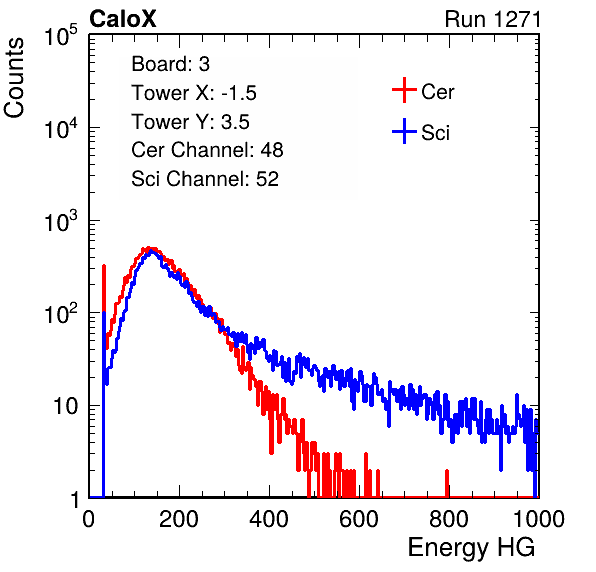 CaloX Run 1271
Counts
Board: 3
Tower X: -1.5
Tower Y: 3.5
Cer Channel: 48
Sci Channel: 52
Cer
Sci
10^5
10^4
10^3
10^2
10
1
0 200 400 600 800 1000
Energy HG